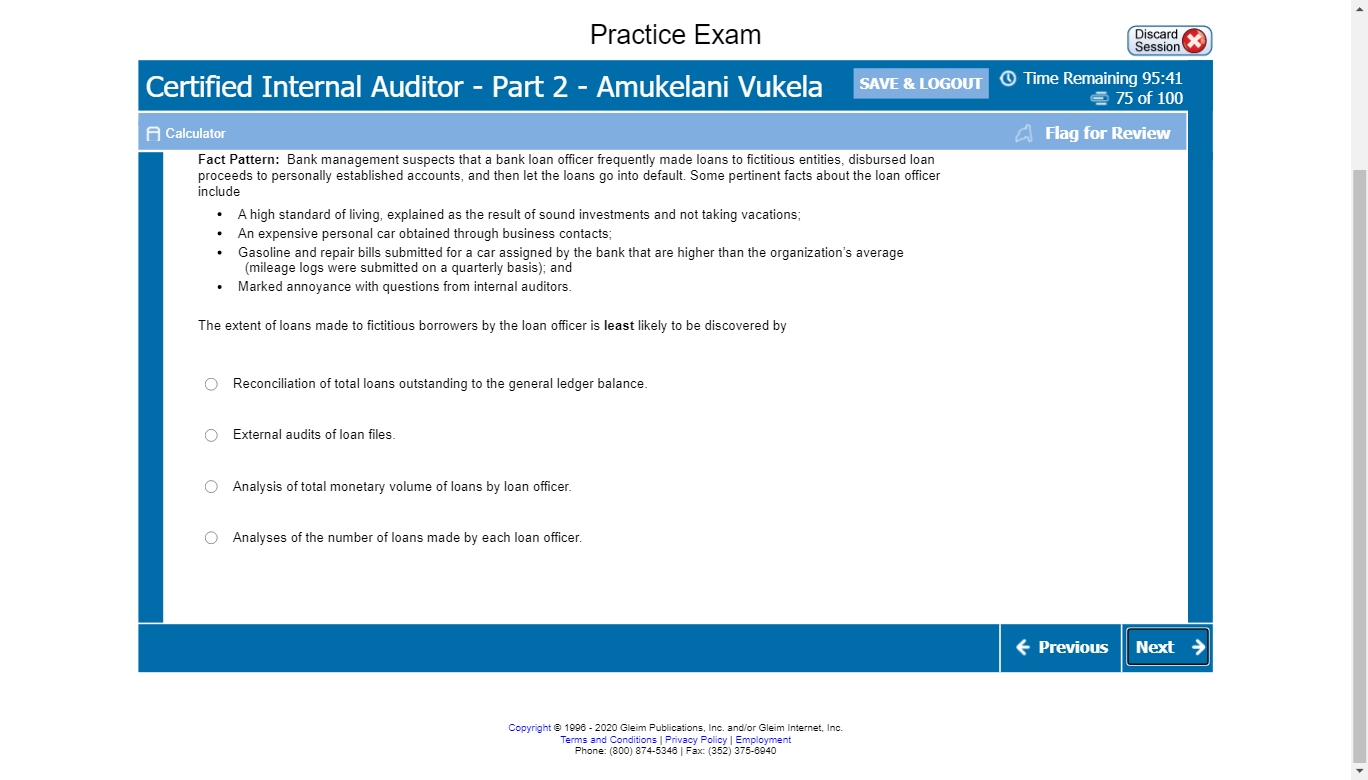 Practice Exam
Discard
Session
Certified Internal Auditor - Part 2 - Amukelani Vukela
SAVE & LOGOUT
Time Remaining 95:41
75 of 100
Calculator
Flag for Review
Fact Pattern: Bank management suspects that a bank loan officer frequently made loans to fictitious entities, disbursed loan
proceeds to personally established accounts, and then let the loans go into default. Some pertinent facts about the loan officer
include
• A high standard of living, explained as the result of sound investments and not taking vacations;
• An expensive personal car obtained through business contacts;
• Gasoline and repair bills submitted for a car assigned by the bank that are higher than the organization's average
(mileage logs were submitted on a quarterly basis); and
• Marked annoyance with questions from internal auditors.
The extent of loans made to fictitious borrowers by the loan officer is least likely to be discovered by
Reconciliation of total loans outstanding to the general ledger balance.
External audits of loan files.
Analysis of total monetary volume of loans by loan officer.
Analyses of the number of loans made by each loan officer.
Previous
Next
Copyright © 1996 - 2020 Gleim Publications, Inc. and/or Gleim Internet, Inc.
Terms and Conditions | Privacy Policy | Employment
Phone: (800) 874-5346 | Fax: (352) 375-6940